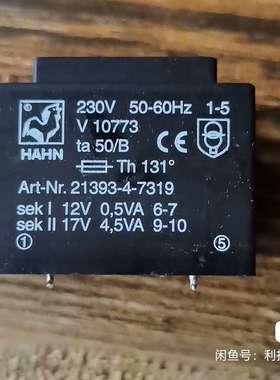 230V 50-60Hz 1-5
V 10773
ta 50/B CE
HAHN
Th 131°
Art-Nr. 21393-4-7319
sek I 12V 0,5VA 6-7
sek II 17V 4,5VA 9-10
1 5
闲鱼号：利